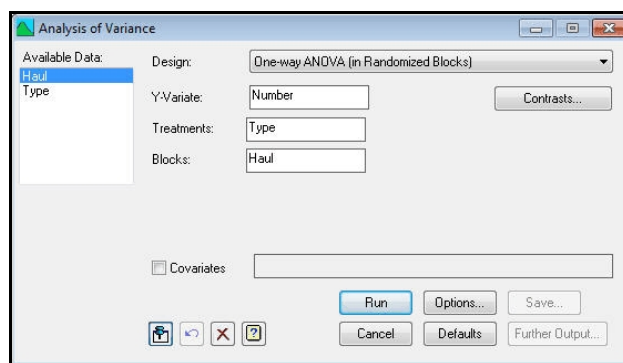 Analysis of Variance
Available Data:
Haul
Type
Design:
One-way ANOVA (in Randomized Blocks)
Y-Variate:
Number
Contrasts...
Treatments:
Type
Blocks:
Haul
Covariates
Run
Options...
Save...
Cancel
Defaults
Further Output...